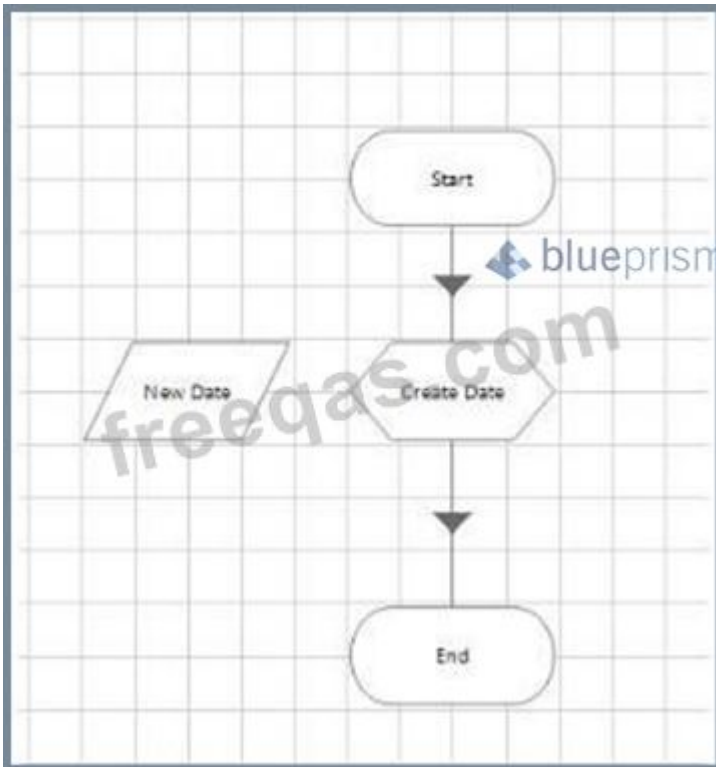 Start
blueprism
New Date
Create Date
freeqas.com
End